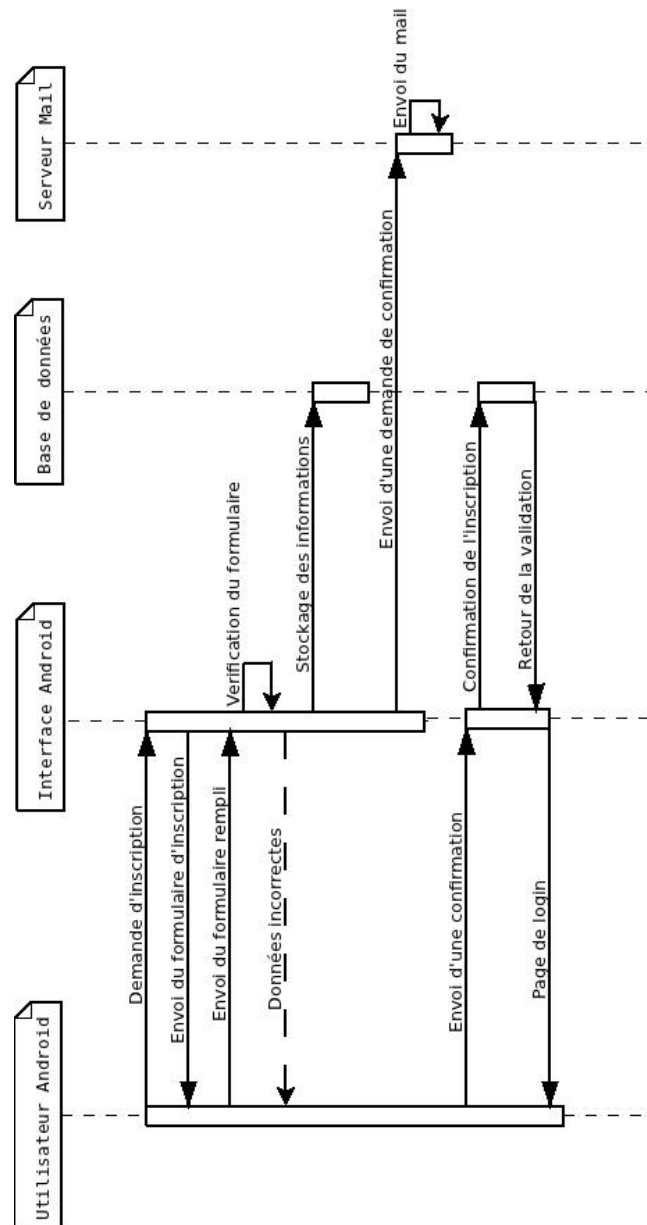 Utilisateur Android
Interface Android
Base de données
Serveur Mail
Demande d'inscription
Envoi du formulaire d'inscription
Envoi du formulaire rempli
Verification du formulaire
Données incorrectes
Stockage des informations
Envoi d'une demande de confirmation
Envoi du mail
Envoi d'une confirmation
Confirmation de l'inscription
Retour de la validation
Page de login